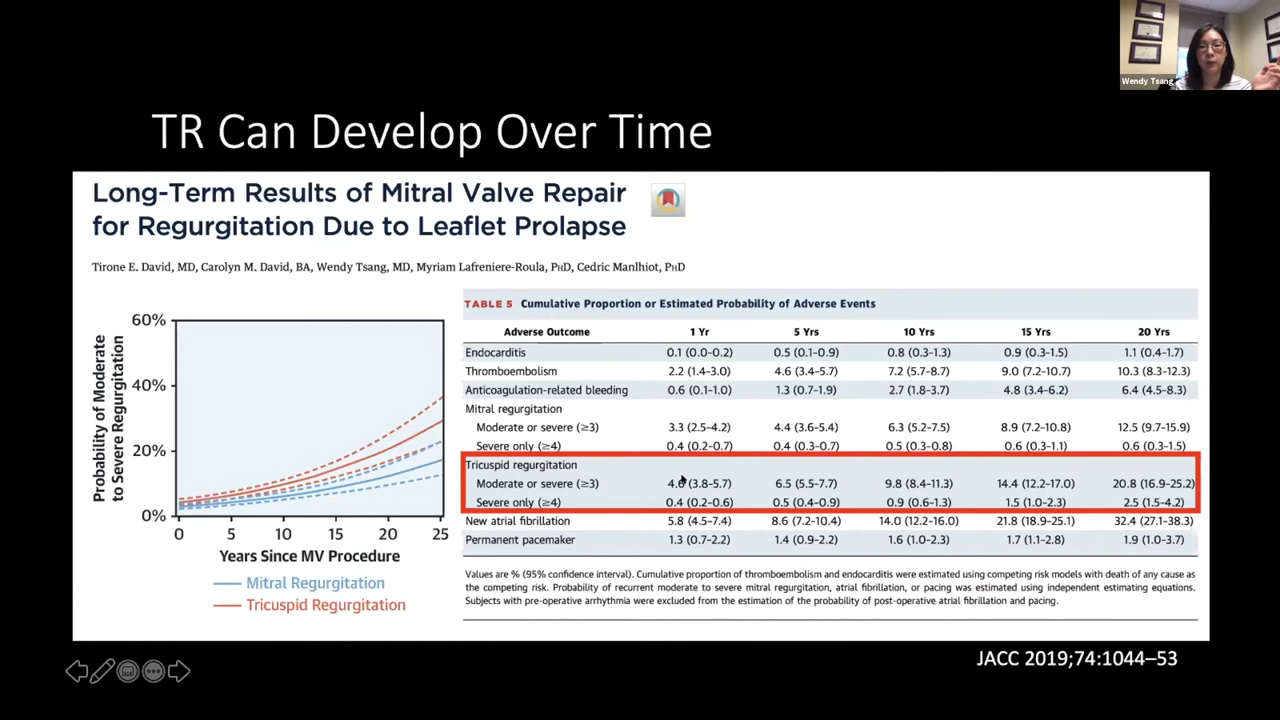 Wendy Tsang
TR Can Develop Over Time
Long-Term Results of Mitral Valve Repair
for Regurgitation Due to Leaflet Prolapse
Tirone E. David, MD, Carolyn M. David, BA, Wendy Tsang, MD, Myriam Lafreniere-Roula, PHD, Cedric Manlhiot, PHD
Probability of Moderate
to Severe Regurgitation
60%
40%
20%
0%
0 5 10 15 20 25
Years Since MV Procedure
Mitral Regurgitation
Tricuspid Regurgitation
TABLE 5 Cumulative Proportion or Estimated Probability of Adverse Events
Adverse Outcome 1 Yr 5 Yrs 10 Yrs 15 Yrs 20 Yrs
Endocarditis 0.1 (0.0–0.2) 0.5 (0.1–0.9) 0.8 (0.3–1.3) 0.9 (0.3–1.5) 1.1 (0.4–1.7)
Thromboembolism 2.2 (1.4–3.0) 4.6 (3.4–5.7) 7.2 (5.7–8.7) 9.0 (7.2–10.7) 10.3 (8.3–12.3)
Anticoagulation-related bleeding 0.6 (0.1–1.0) 1.3 (0.7–1.9) 2.7 (1.8–3.7) 4.8 (3.4–6.2) 6.4 (4.5–8.3)
Mitral regurgitation
Moderate or severe (≥3) 3.3 (2.5–4.2) 4.4 (3.6–5.4) 6.3 (5.2–7.5) 8.9 (7.2–10.8) 12.5 (9.7–15.9)
Severe only (≥4) 0.4 (0.2–0.7) 0.4 (0.3–0.7) 0.5 (0.3–0.8) 0.6 (0.3–1.1) 0.6 (0.3–1.5)
Tricuspid regurgitation
Moderate or severe (≥3) (3.8–5.7) 6.5 (5.5–7.7) 9.8 (8.4–11.3) 14.4 (12.2–17.0) 20.8 (16.9–25.2)
Severe only (≥4) 0.4 (0.2–0.6) 0.5 (0.4–0.9) 0.9 (0.6–1.3) 1.5 (1.0–2.3) 2.5 (1.5–4.2)
New atrial fibrillation 5.8 (4.5–7.4) 8.6 (7.2–10.4) 14.0 (12.2–16.0) 21.8 (18.9–25.1) 32.4 (27.1–38.3)
Permanent pacemaker 1.3 (0.7–2.2) 1.4 (0.9–2.2) 1.6 (1.0–2.3) 1.7 (1.1–2.8) 1.9 (1.0–3.7)
Values are % (95% confidence interval). Cumulative proportion of thromboembolism and endocarditis were estimated using competing risk models with death of any cause as
the competing risk. Probability of recurrent moderate to severe mitral regurgitation, atrial fibrillation, or pacing was estimated using independent estimating equations.
Subjects with pre-operative arrhythmia were excluded from the estimation of the probability of post-operative atrial fibrillation and pacing.
JACC 2019;74:1044–53